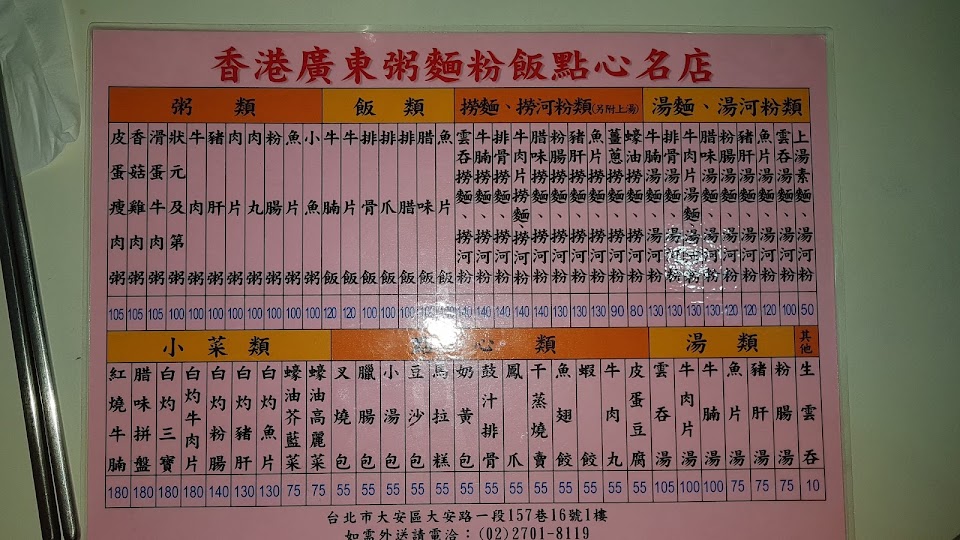 香港廣東粥麵粉飯點心名店
粥類
飯類
撈麵、撈河粉類(另附上湯)
湯麵、湯河粉類
皮蛋瘦肉粥
香菇雞肉粥
滑蛋牛肉粥
狀元及第粥
牛肉粥
豬肝粥
肉片粥
肉丸粥
粉腸粥
魚片粥
小魚粥
牛腩飯
牛片飯
排骨飯
排爪飯
排腊飯
腊味飯
魚片飯
雲吞撈麵、撈河粉
牛腩撈麵、撈河粉
排骨撈麵、撈河粉
牛肉片撈麵、撈河粉
腊味撈麵、撈河粉
粉腸撈麵、撈河粉
豬肝撈麵、撈河粉
魚片撈麵、撈河粉
薑蔥撈麵、撈河粉
蠔油撈麵、撈河粉
牛腩湯麵、湯河粉
排骨湯麵、湯河粉
牛肉片湯麵、湯河粉
腊味湯麵、湯河粉
粉腸湯麵、湯河粉
豬肝湯麵、湯河粉
魚片湯麵、湯河粉
雲吞湯麵、湯河粉
上湯素麵、湯河粉
105 105 105 100 100 100 100 100 100 100 100 120 120 100 100 100 100 140 140 130 130 130 90 80 130 130 130 130 120 120 120 100 50
小菜類
心類
湯類
其他
紅燒牛腩
腊味拼盤
白灼三寶
白灼牛肉片
白灼粉腸
白灼豬肝
白灼魚片
蠔油芥藍菜
蠔油高麗菜
叉燒包
臘腸包
小湯包
豆沙包
馬拉糕
奶黃包
鼓汁排骨
鳳爪
干蒸燒賣
魚翅餃
蝦餃
牛肉丸
皮蛋豆腐
雲吞湯
牛肉片湯
牛腩湯
魚片湯
豬肝湯
粉腸湯
生雲吞
180 180 180 180 140 130 130 75 75 55 55 55 55 55 55 55 55 55 55 55 55 55 105 100 100 75 75 75 10
台北市大安區大安路一段157巷16號1樓
如需外送請電洽：(02)2701-8119